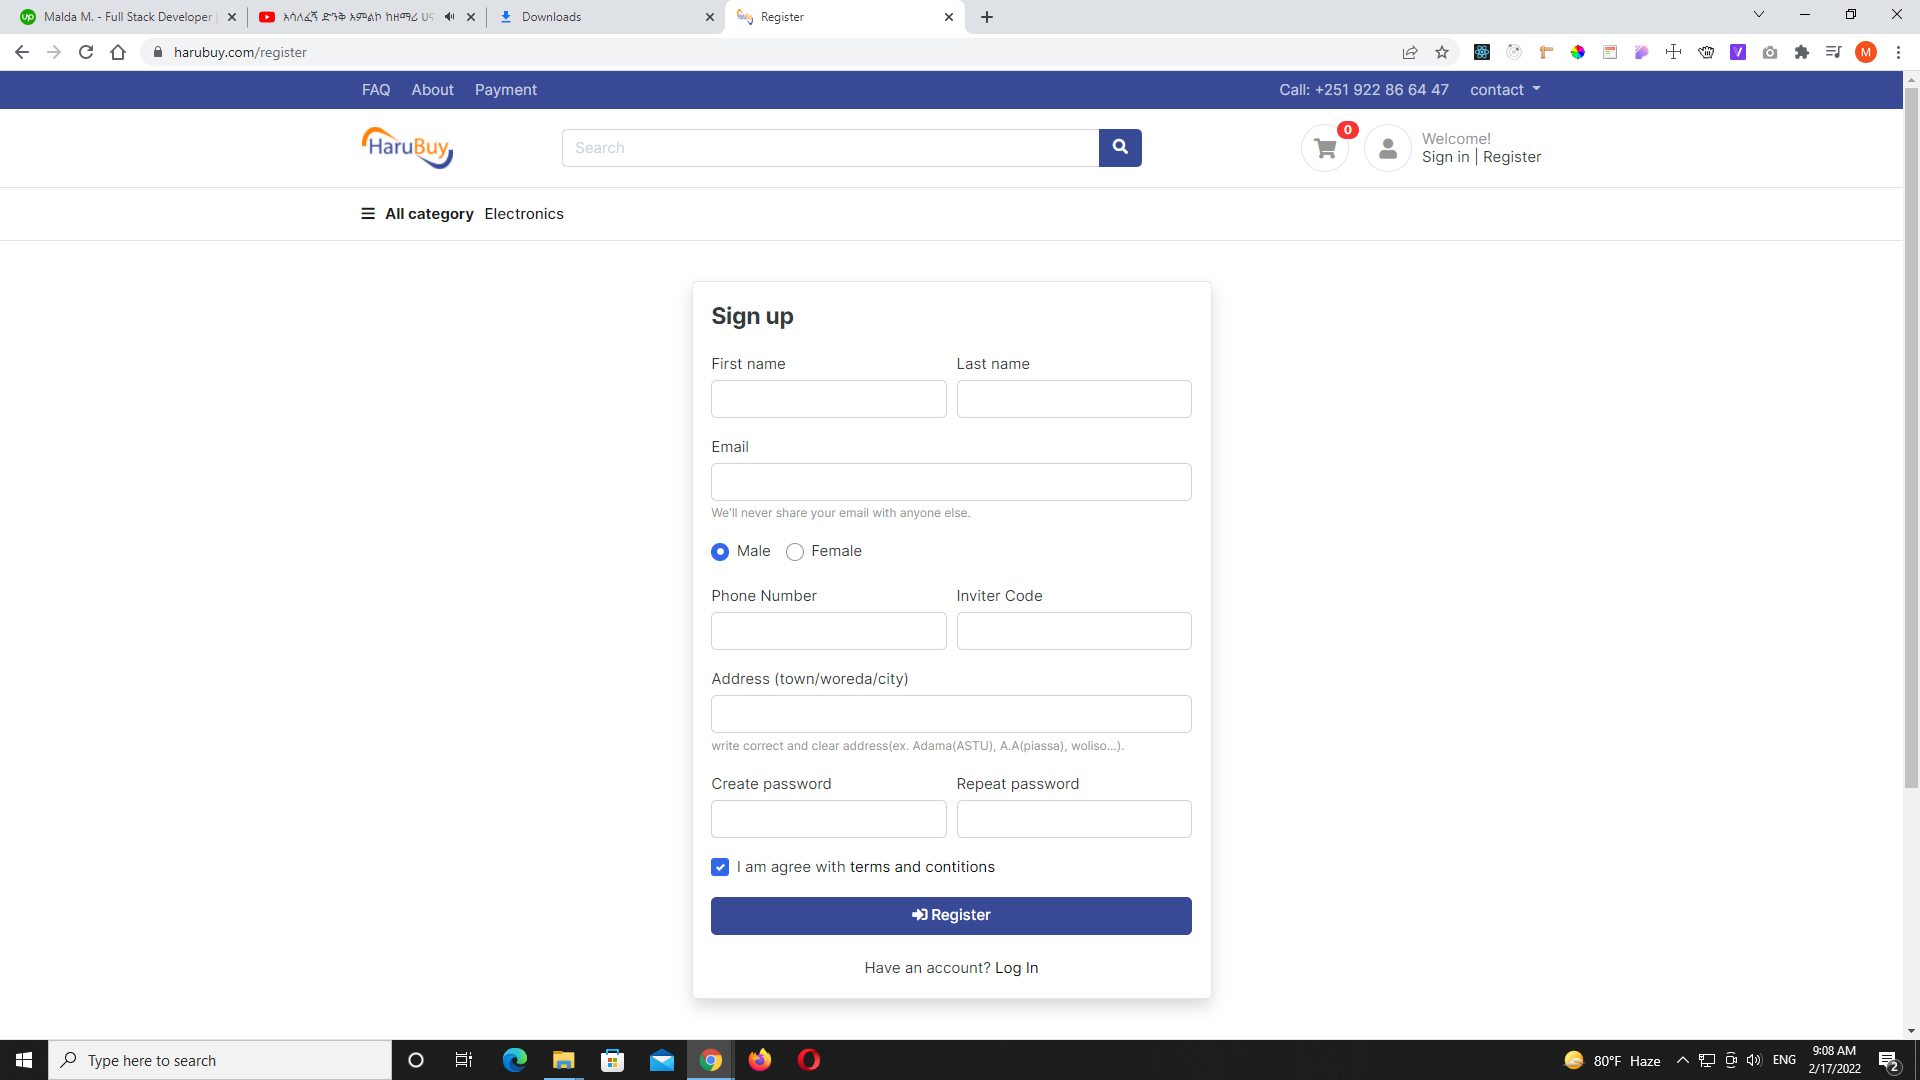 Malda M. - Full Stack Developer
አሳለፈኝ ድንቅ አምልኮ ከዘማሪ
Downloads
Register
harubuy.com/register
M
FAQ About Payment
Call: +251 922 86 64 47 contact
HaruBuy
Search
0
Welcome!
Sign in | Register
All category Electronics
Sign up
First name Last name
Email
We'll never share your email with anyone else.
Male Female
Phone Number Inviter Code
Address (town/woreda/city)
write correct and clear address(ex. Adama(ASTU), A.A(piassa), woliso...).
Create password Repeat password
I am agree with terms and contitions
Register
Have an account? Log In
Type here to search
80°F Haze
ENG
9:08 AM
2/17/2022
2